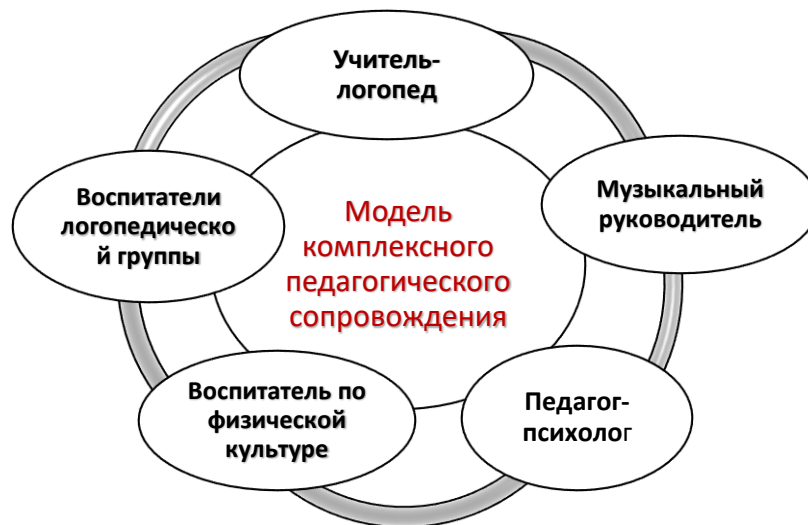 Учитель-
логопед
Воспитатели
логопедическо
й группы
Музыкальный
руководитель
Модель
комплексного
педагогического
сопровождения
Воспитатель по
физической
культуре
Педагог-
психолог